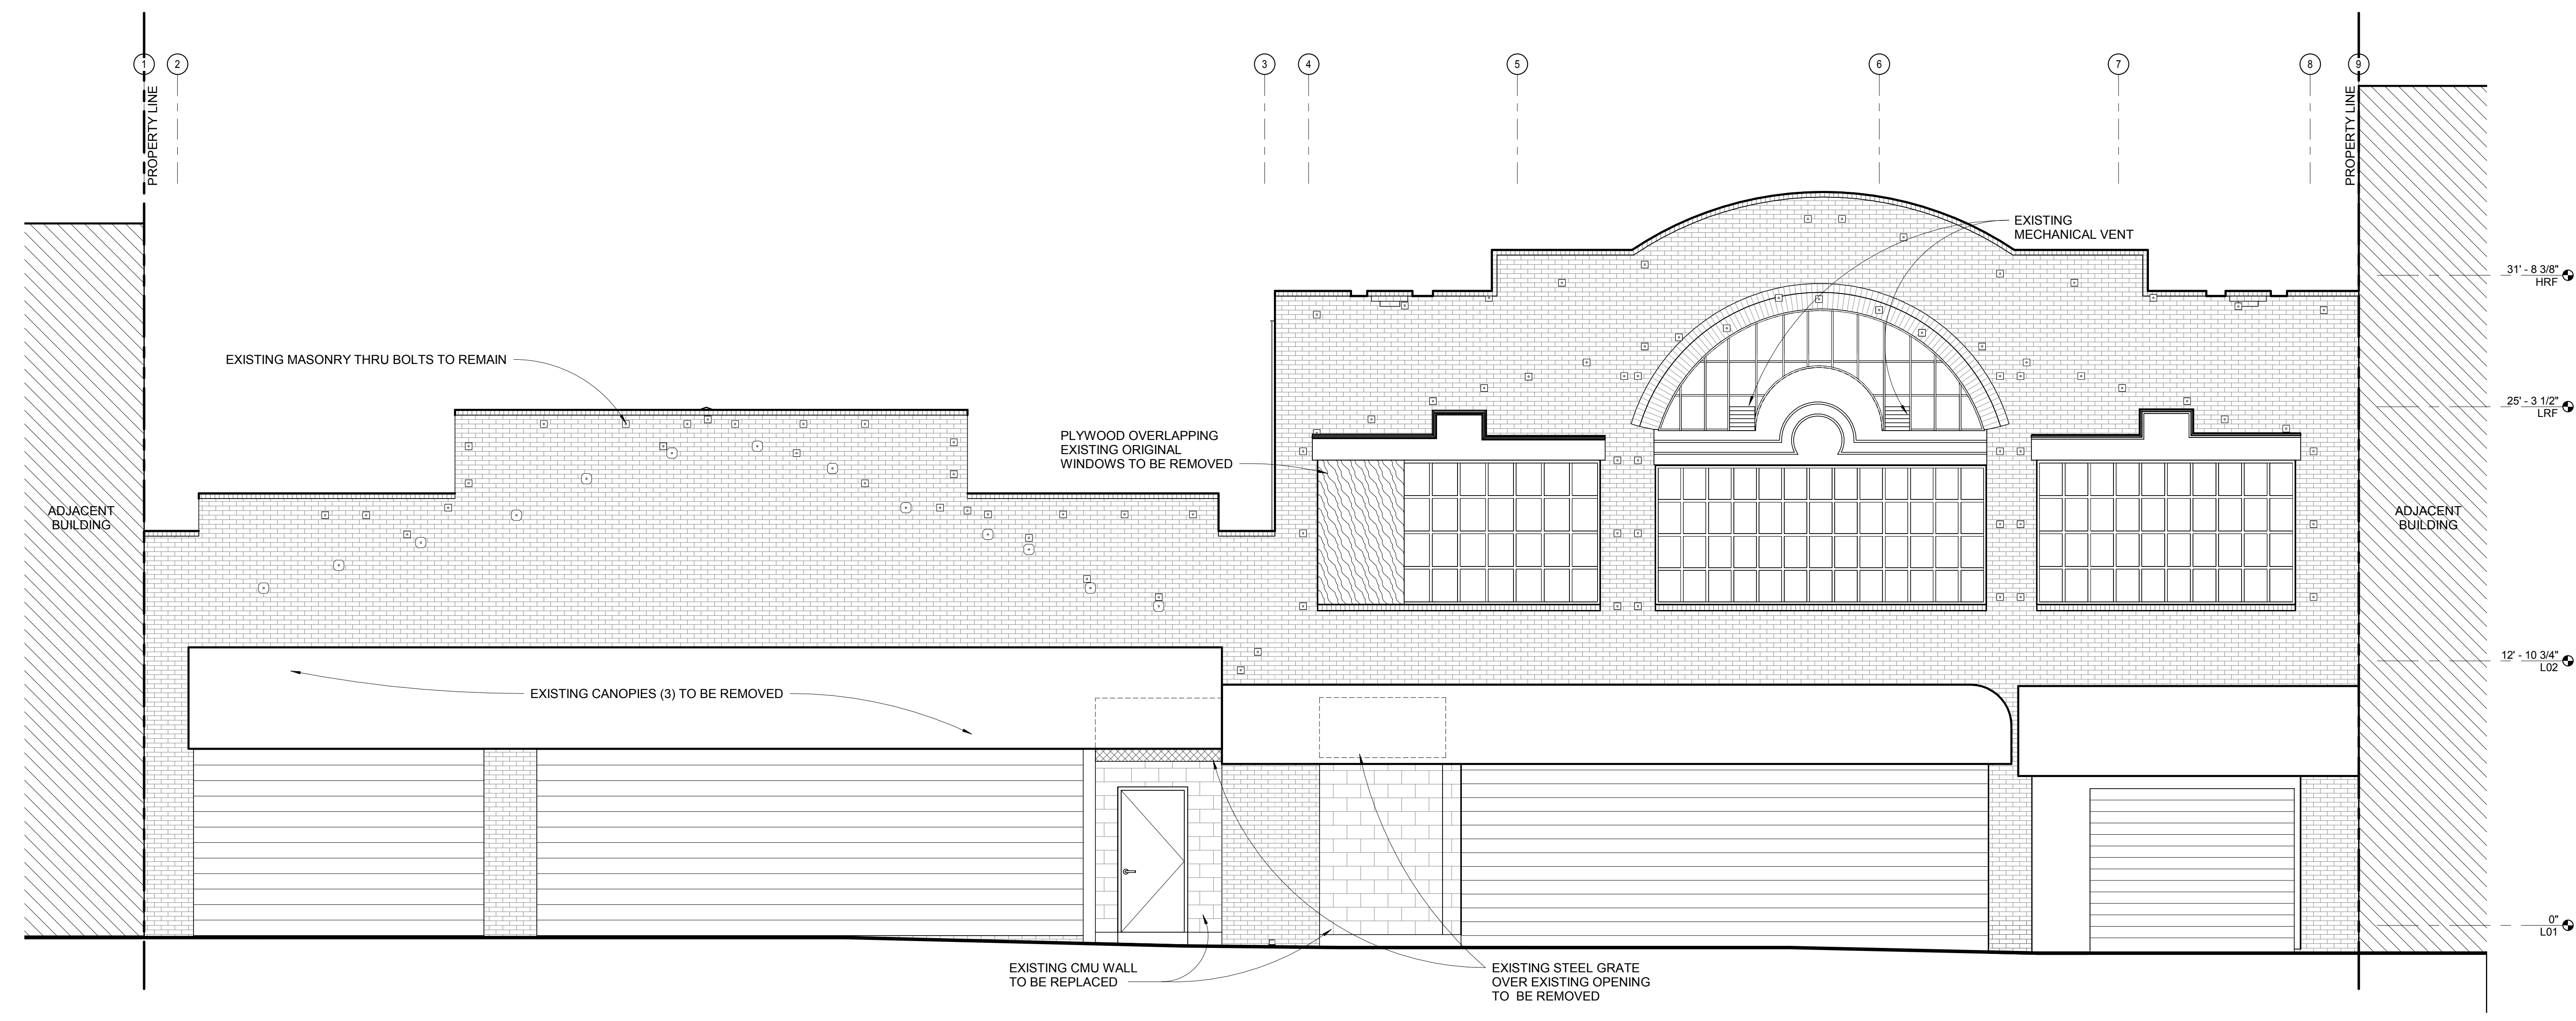 1
2
3
4
5
6
7
8
9
PROPERTY LINE
PROPERTY LINE
EXISTING
MECHANICAL VENT
31' - 8 3/8"
HRF
EXISTING MASONRY THRU BOLTS TO REMAIN
25' - 3 1/2"
LRF
PLYWOOD OVERLAPPING
EXISTING ORIGINAL
WINDOWS TO BE REMOVED
ADJACENT
BUILDING
ADJACENT
BUILDING
12' - 10 3/4"
L02
EXISTING CANOPIES (3) TO BE REMOVED
0"
L01
EXISTING CMU WALL
TO BE REPLACED
EXISTING STEEL GRATE
OVER EXISTING OPENING
TO BE REMOVED